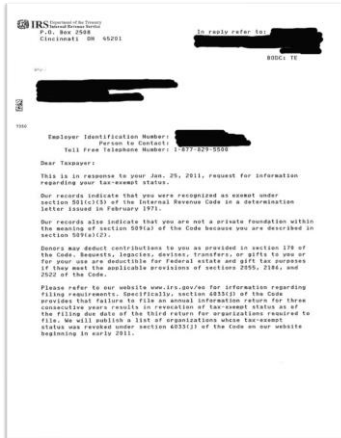 IRS Department of the Treasury
Internal Revenue Service
P.O. Box 2508
Cincinnati OH 45201
In reply refer to:
BODC: TE
Employer Identification Number:
Person to Contact:
Toll Free Telephone Number: 1-877-829-5500
Dear Taxpayer:
This is in response to your Jan. 25, 2011, request for information
regarding your tax-exempt status.
Our records indicate that you were recognized as exempt under
section 501(c)(3) of the Internal Revenue Code in a determination
letter issued in February 1971.
Our records also indicate that you are not a private foundation within
the meaning of section 509(a) of the Code because you are described in
section 509(a)(2).
Donors may deduct contributions to you as provided in section 170 of
the Code. Bequests, legacies, devises, transfers, or gifts to you or
for your use are deductible for Federal estate and gift tax purposes
if they meet the applicable provisions of sections 2055, 2106, and
2522 of the Code.
Please refer to our website www.irs.gov/eo for information regarding
filing requirements. Specifically, section 6033(j) of the Code
provides that failure to file an annual information return for three
consecutive years results in revocation of tax-exempt status as of
the filing due date of the third return for organizations required to
file. We will publish a list of organizations whose tax-exempt
status was revoked under section 6033(j) of the Code on our website
beginning in early 2011.